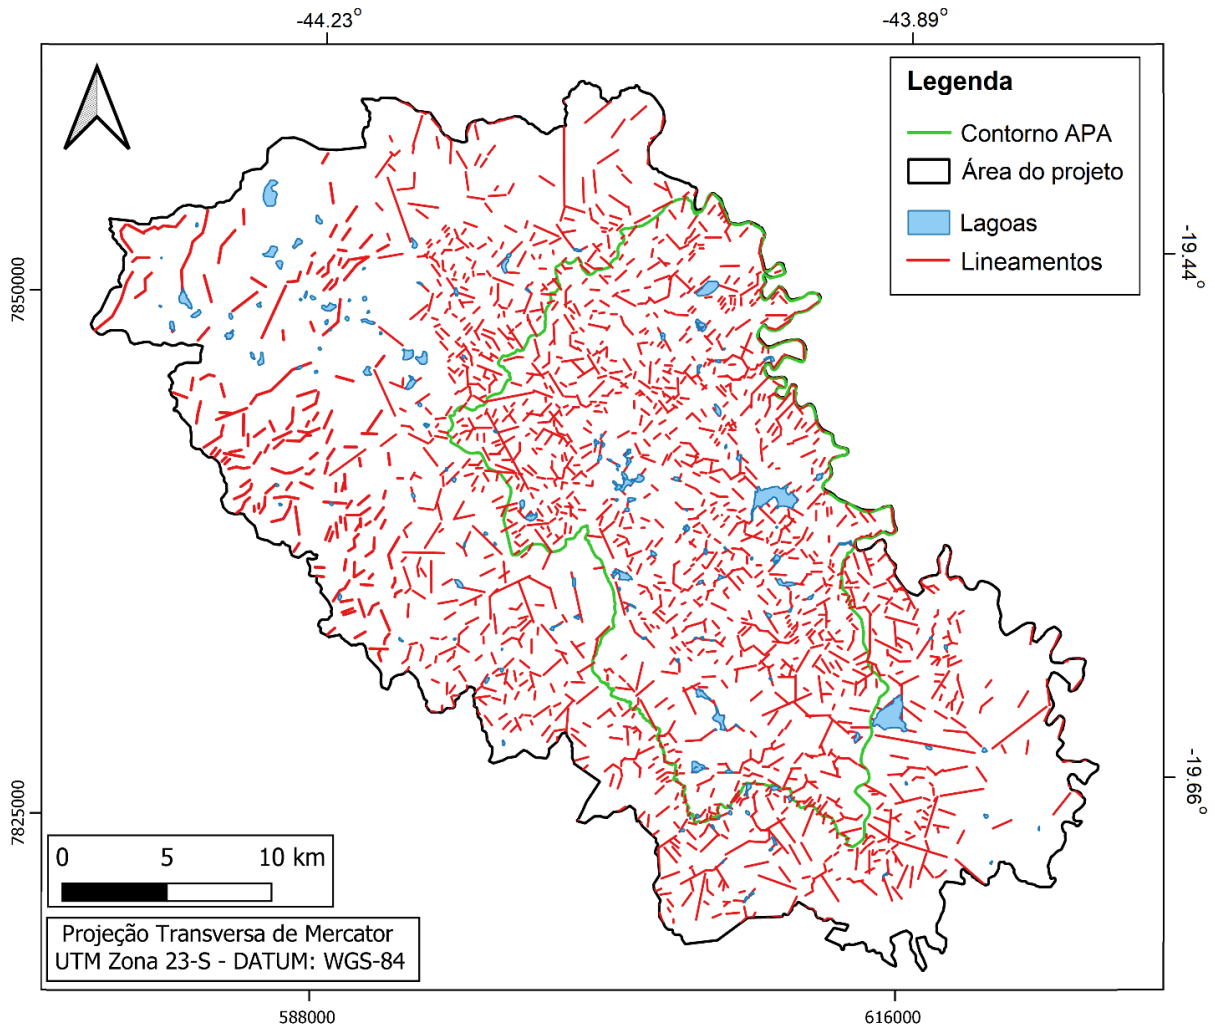 -44.23°
-43.89°
Legenda
Contorno APA
Área do projeto
Lagoas
Lineamentos
7850000
-19.44°
7825000
-19.66°
0 5 10 km
Projeção Transversa de Mercator
UTM Zona 23-S - DATUM: WGS-84
588000
616000